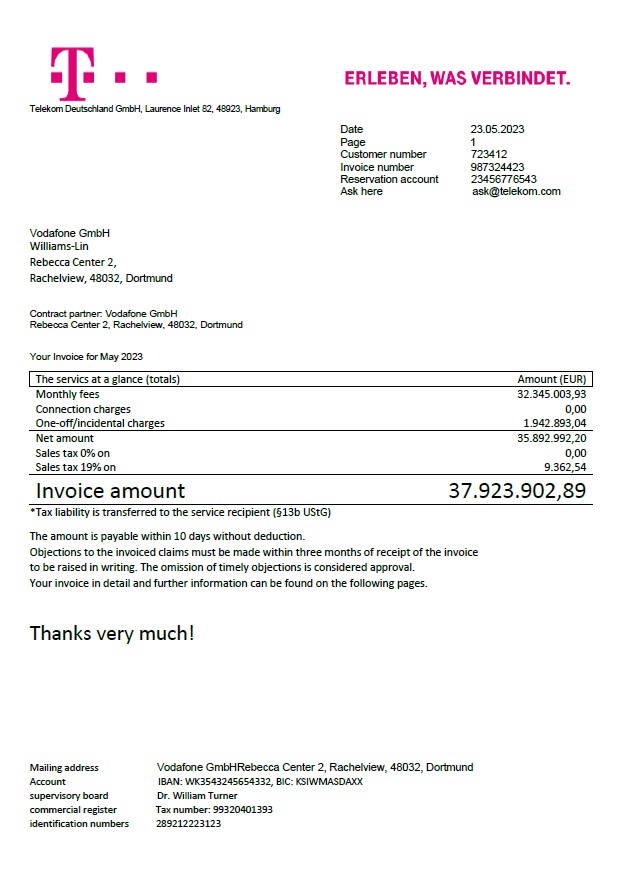 T
ERLEBEN, WAS VERBINDET.
Telekom Deutschland GmbH, Laurence Inlet 82, 48923, Hamburg
Date 23.05.2023
Page 1
Customer number 723412
Invoice number 987324423
Reservation account 23456776543
Ask here ask@telekom.com
Vodafone GmbH
Williams-Lin
Rebecca Center 2,
Rachelview, 48032, Dortmund
Contract partner: Vodafone GmbH
Rebecca Center 2, Rachelview, 48032, Dortmund
Your Invoice for May 2023
The servics at a glance (totals) Amount (EUR)
Monthly fees 32.345.003,93
Connection charges 0,00
One-off/incidental charges 1.942.893,04
Net amount 35.892.992,20
Sales tax 0% on 0,00
Sales tax 19% on 9.362,54
Invoice amount 37.923.902,89
*Tax liability is transferred to the service recipient (§13b UStG)
The amount is payable within 10 days without deduction.
Objections to the invoiced claims must be made within three months of receipt of the invoice
to be raised in writing. The omission of timely objections is considered approval.
Your invoice in detail and further information can be found on the following pages.
Thanks very much!
Mailing address Vodafone GmbHRebecca Center 2, Rachelview, 48032, Dortmund
Account IBAN: WK3543245654332, BIC: KSIWMASDAXX
supervisory board Dr. William Turner
commercial register Tax number: 99320401393
identification numbers 289212223123